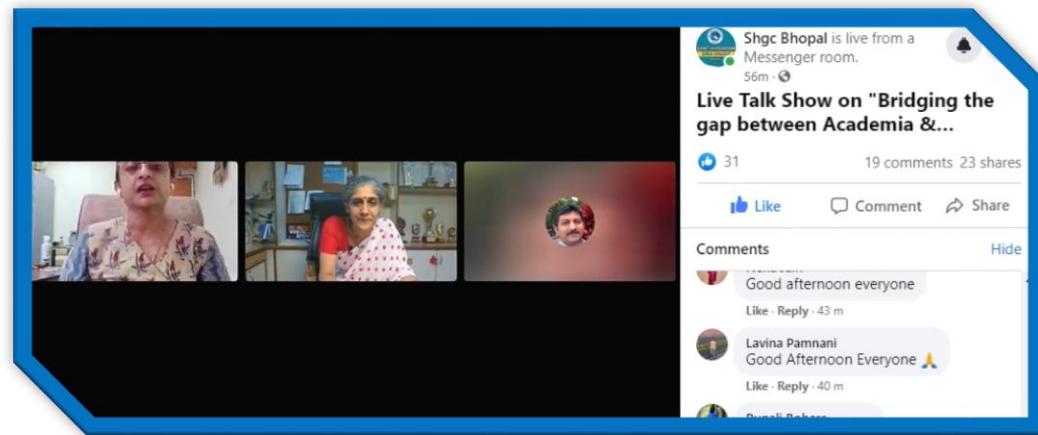 Shgc Bhopal is live from a
Messenger room.
56m ·
Live Talk Show on "Bridging the
gap between Academia &...
31 19 comments 23 shares
Like Comment Share
Comments Hide
Good afternoon everyone
Like · Reply · 43 m
Lavina Pamnani
Good Afternoon Everyone 🙏
Like · Reply · 40 m